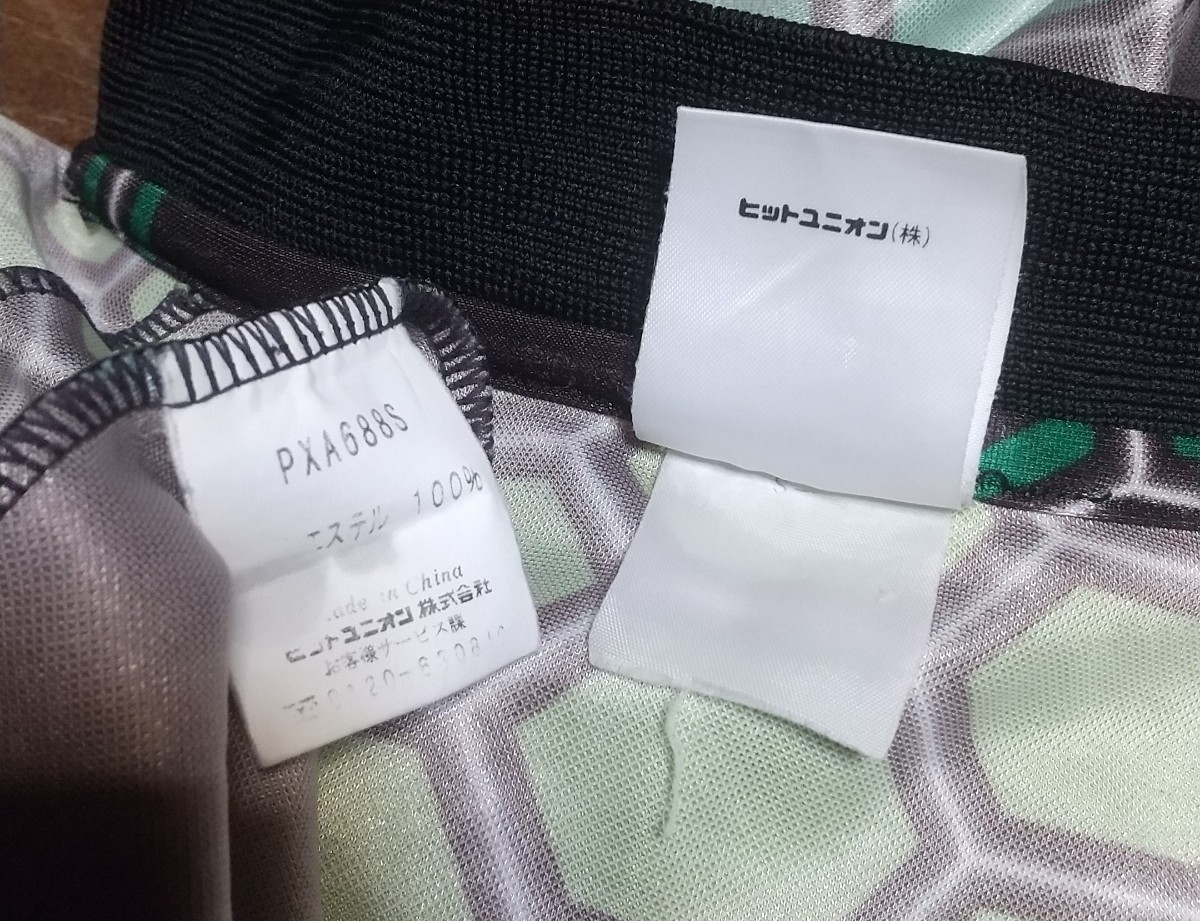 ヒットユニオン(株)
PXA688S
エステル 100%
ade in China
ヒットユニオン 株式会社
お客様サービス課